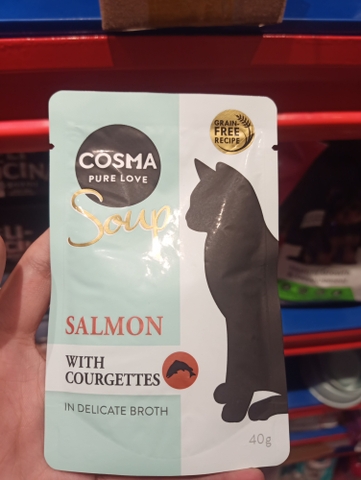 COSMA
PURE LOVE
GRAIN-
FREE
RECIPE
Soup
SALMON
WITH
COURGETTES
IN DELICATE BROTH
40g